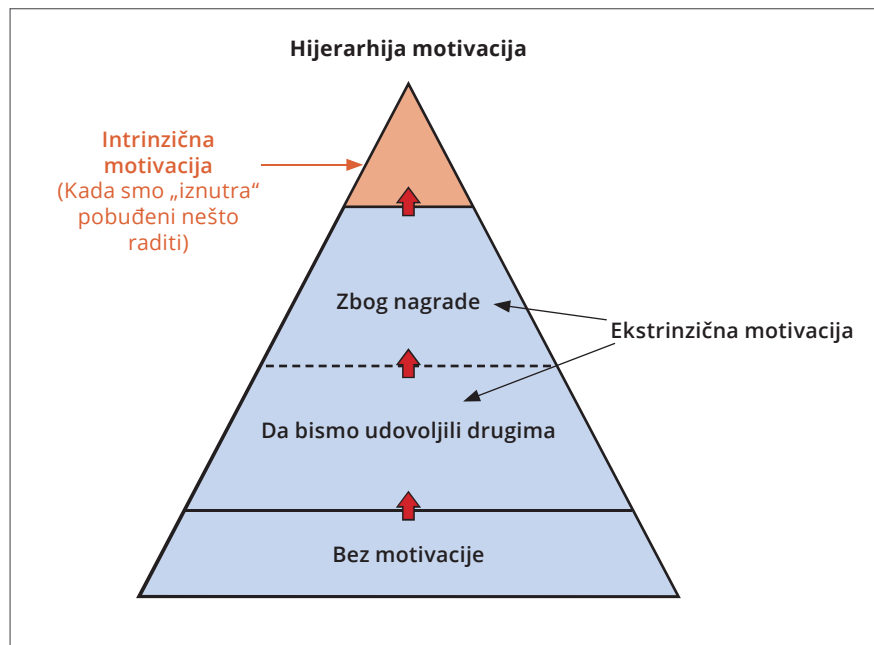 Hijerarhija motivacija
Intrinzična
motivacija
(Kada smo „iznutra“
pobuđeni nešto
raditi)
Zbog nagrade
Ekstrinzična motivacija
Da bismo udovoljili drugima
Bez motivacije